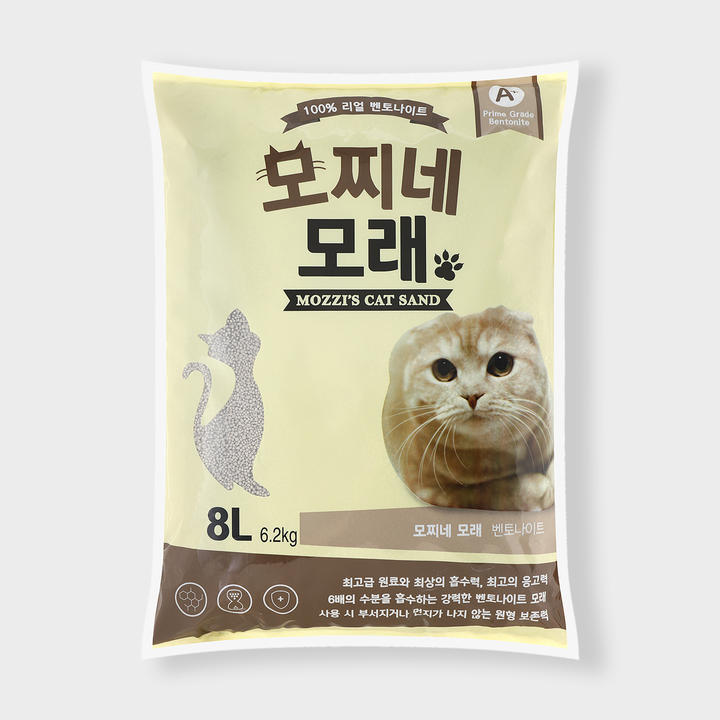 100% 리얼 벤토나이트
A+
Prime Grade
Bentonite
모찌네
모래
MOZZI'S CAT SAND
8L 6.2kg
모찌네 모래 벤토나이트
최고급 원료와 최상의 흡수력, 최고의 응고력
6배의 수분을 흡수하는 강력한 벤토나이트 모래
사용 시 부서지거나 먼지가 나지 않는 원형 보존력